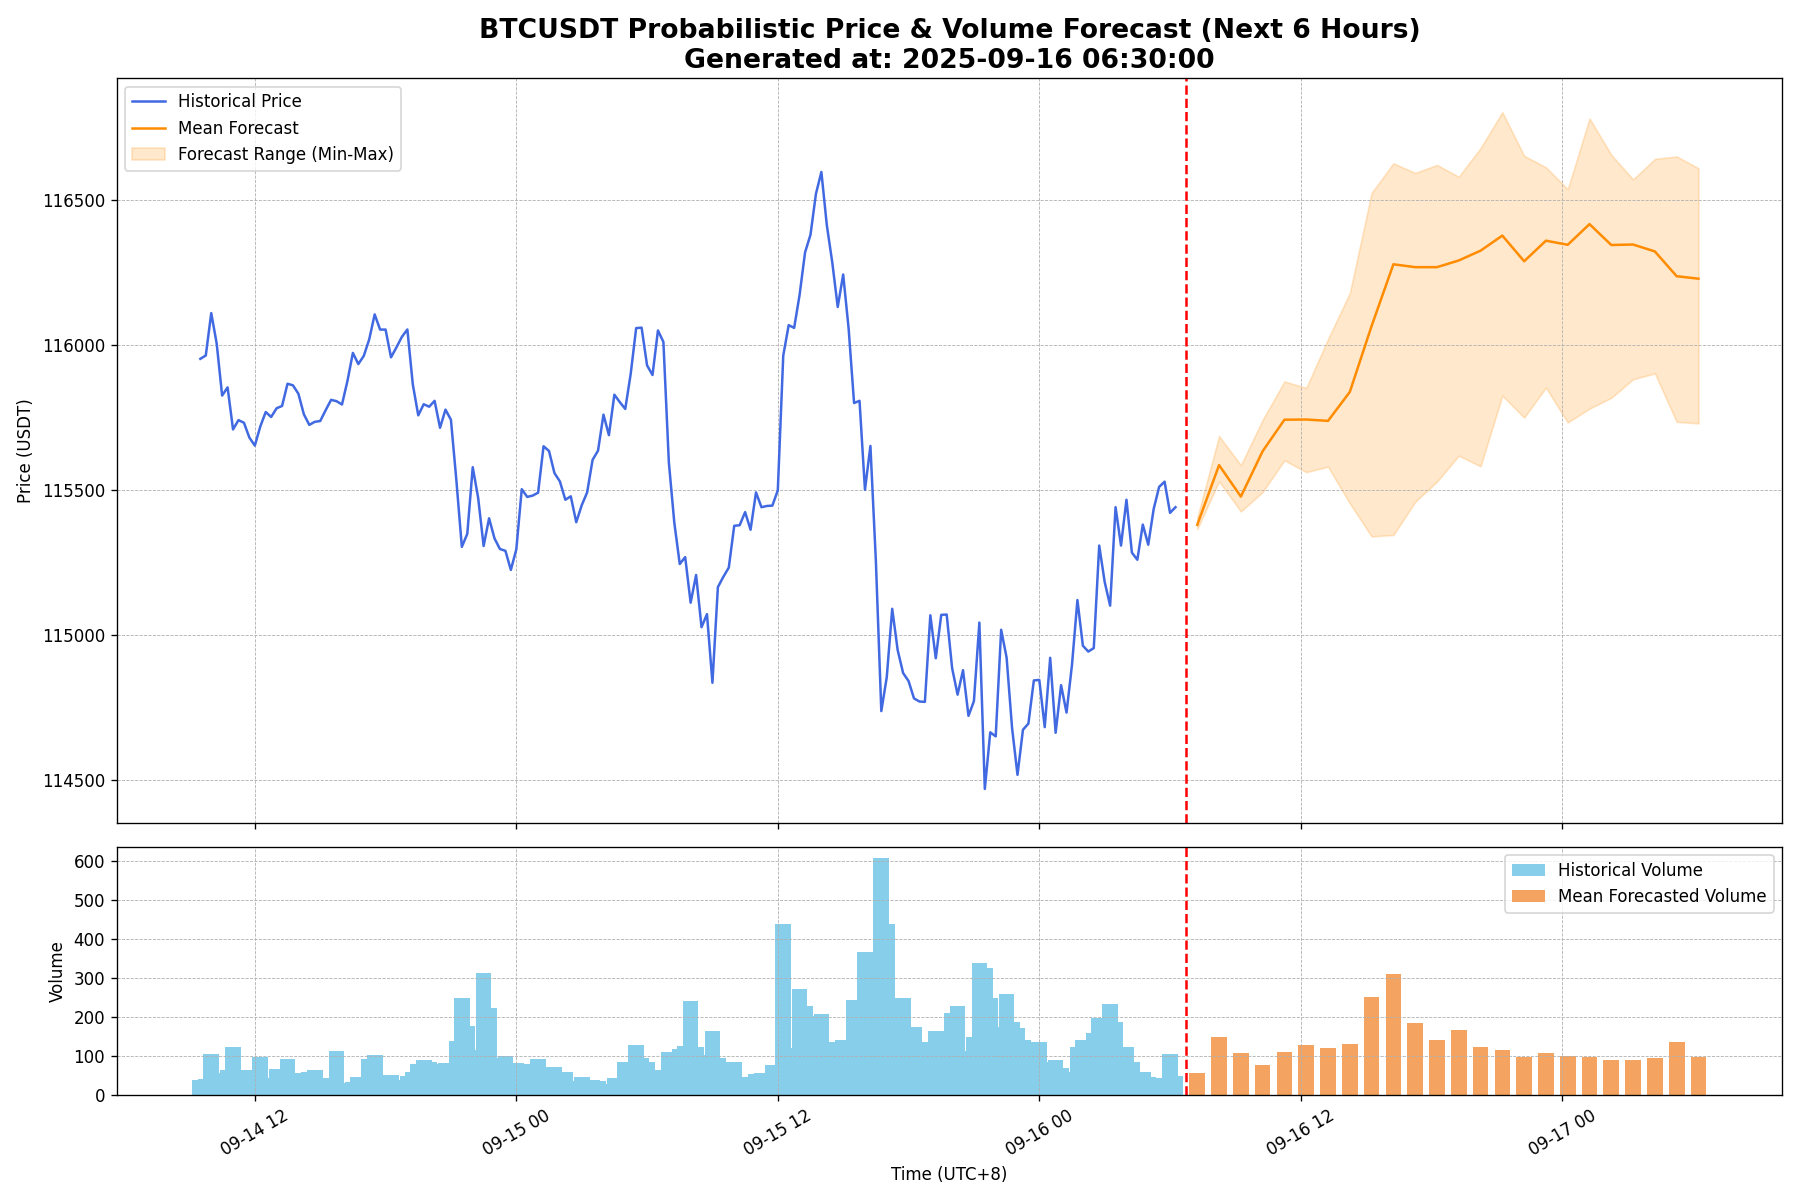 BTCUSDT Probabilistic Price & Volume Forecast (Next 6 Hours)
Generated at: 2025-09-16 06:30:00
Historical Price
Mean Forecast
Forecast Range (Min-Max)
Price (USDT)
116500
116000
115500
115000
114500
Historical Volume
Mean Forecasted Volume
Volume
600
500
400
300
200
100
0
09-14 12
09-15 00
09-15 12
09-16 00
09-16 12
09-17 00
Time (UTC+8)